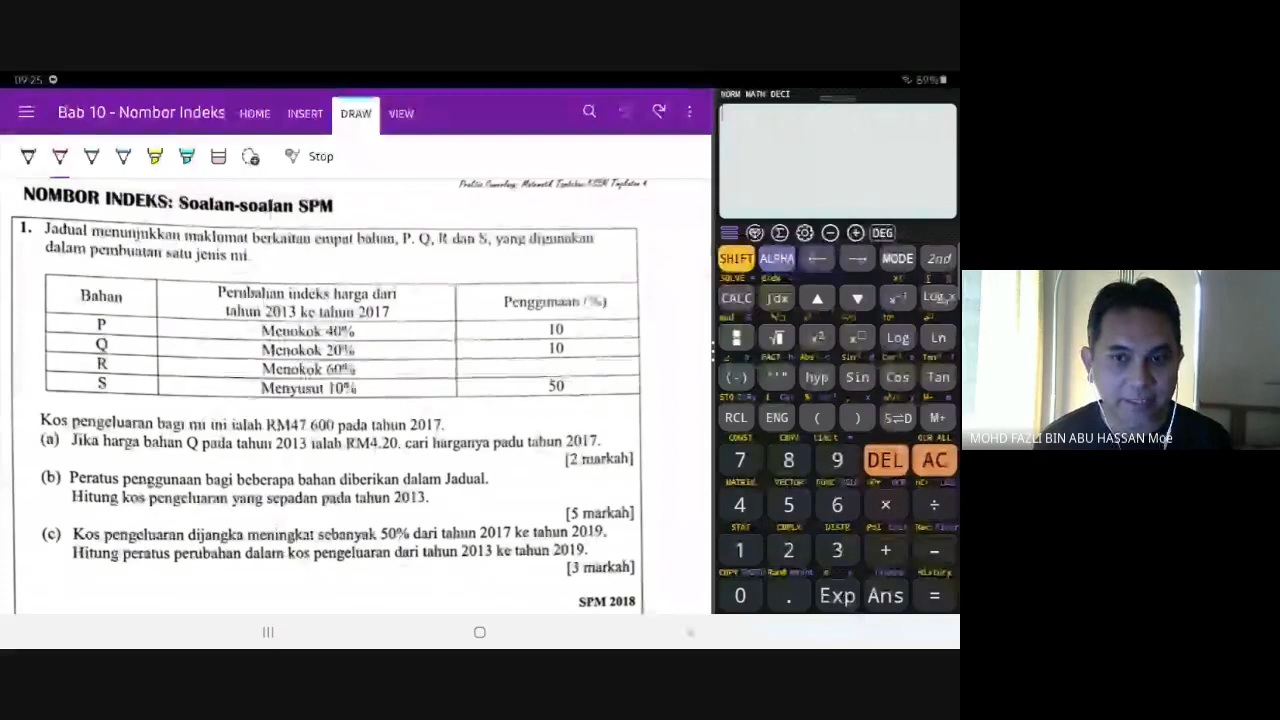 09:25 89%
Bab 10 - Nombor Indeks HOME INSERT DRAW VIEW
Stop
NOMBOR INDEKS: Soalan-soalan SPM
1. Jadual menunjukkan maklumat berkaitan empat bahan, P, Q, R dan S, yang digunakan
dalam pembuatan satu jenis mi.
Bahan Perubahan indeks harga dari tahun 2013 ke tahun 2017 Penggunaan (%)
P Menokok 40% 10
Q Menokok 20% 10
R Menokok 60%
S Menyusut 10% 50
Kos pengeluaran bagi mi ini ialah RM47 600 pada tahun 2017.
(a) Jika harga bahan Q pada tahun 2013 ialah RM4.20, cari harganya pada tahun 2017.
[2 markah]
(b) Peratus penggunaan bagi beberapa bahan diberikan dalam Jadual.
Hitung kos pengeluaran yang sepadan pada tahun 2013.
[5 markah]
(c) Kos pengeluaran dijangka meningkat sebanyak 50% dari tahun 2017 ke tahun 2019.
Hitung peratus perubahan dalam kos pengeluaran dari tahun 2013 ke tahun 2019.
[3 markah]
SPM 2018
NORM MATH DECI
DEG
SHIFT ALPHA MODE 2nd
CALC ∫dx ▲ ▼ x⁻¹
√ x² Log Ln
(-) hyp Sin Cos Tan
RCL ENG ( ) S⇌D M+
7 8 9 DEL AC
4 5 6 × ÷
1 2 3 + −
0 . Exp Ans =
MOHD FAZLI BIN ABU HASSAN Moe